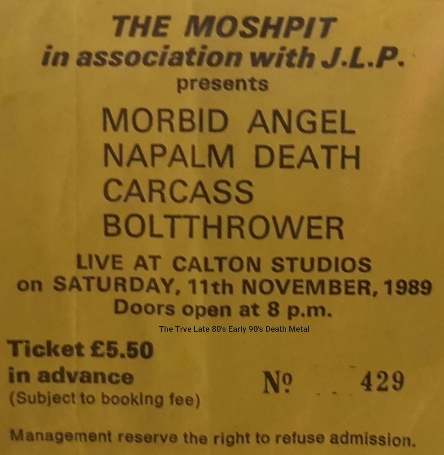 THE MOSHPIT
in association with J.L.P.
presents
MORBID ANGEL
NAPALM DEATH
CARCASS
BOLTTHROWER
LIVE AT CALTON STUDIOS
on SATURDAY, 11th NOVEMBER, 1989
Doors open at 8 p.m.
The Trve Late 80's Early 90's Death Metal
Ticket £5.50
in advance
(Subject to booking fee)
Nº 429
Management reserve the right to refuse admission.